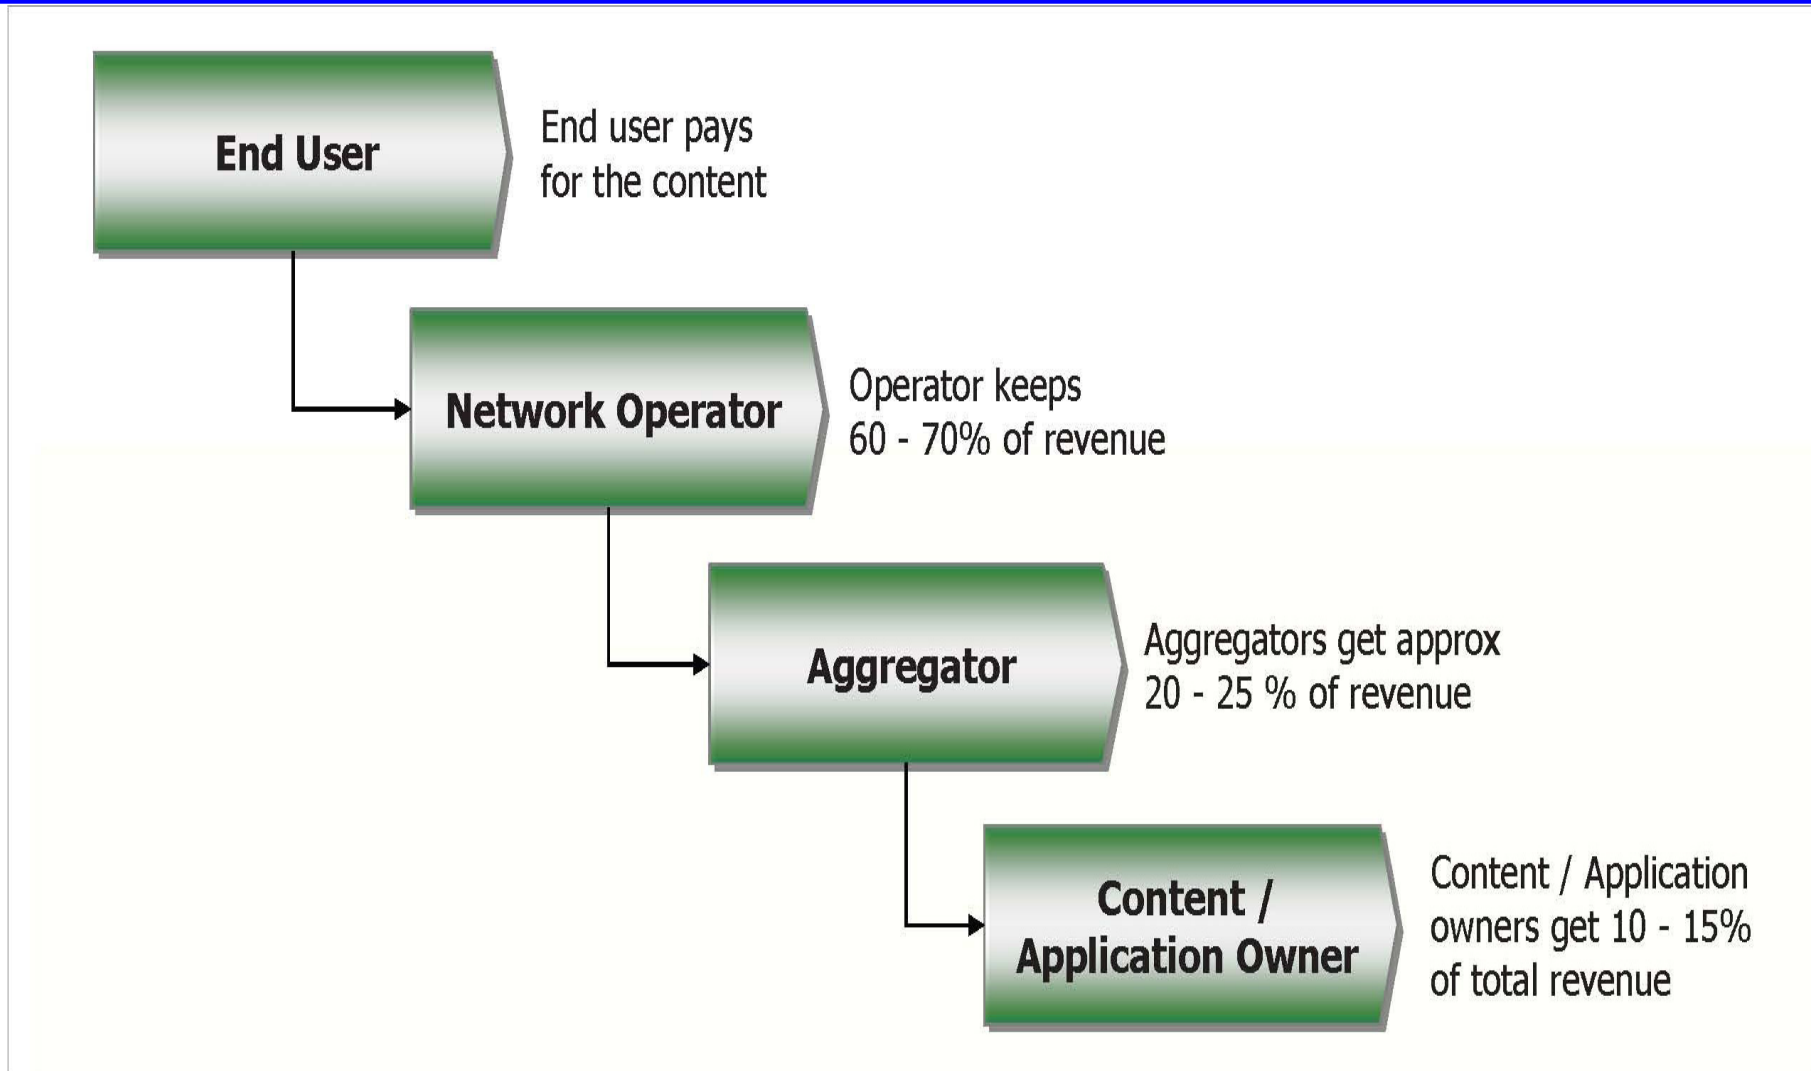 End User
End user pays
for the content
Network Operator
Operator keeps
60 - 70% of revenue
Aggregator
Aggregators get approx
20 - 25 % of revenue
Content /
Application Owner
Content / Application
owners get 10 - 15%
of total revenue